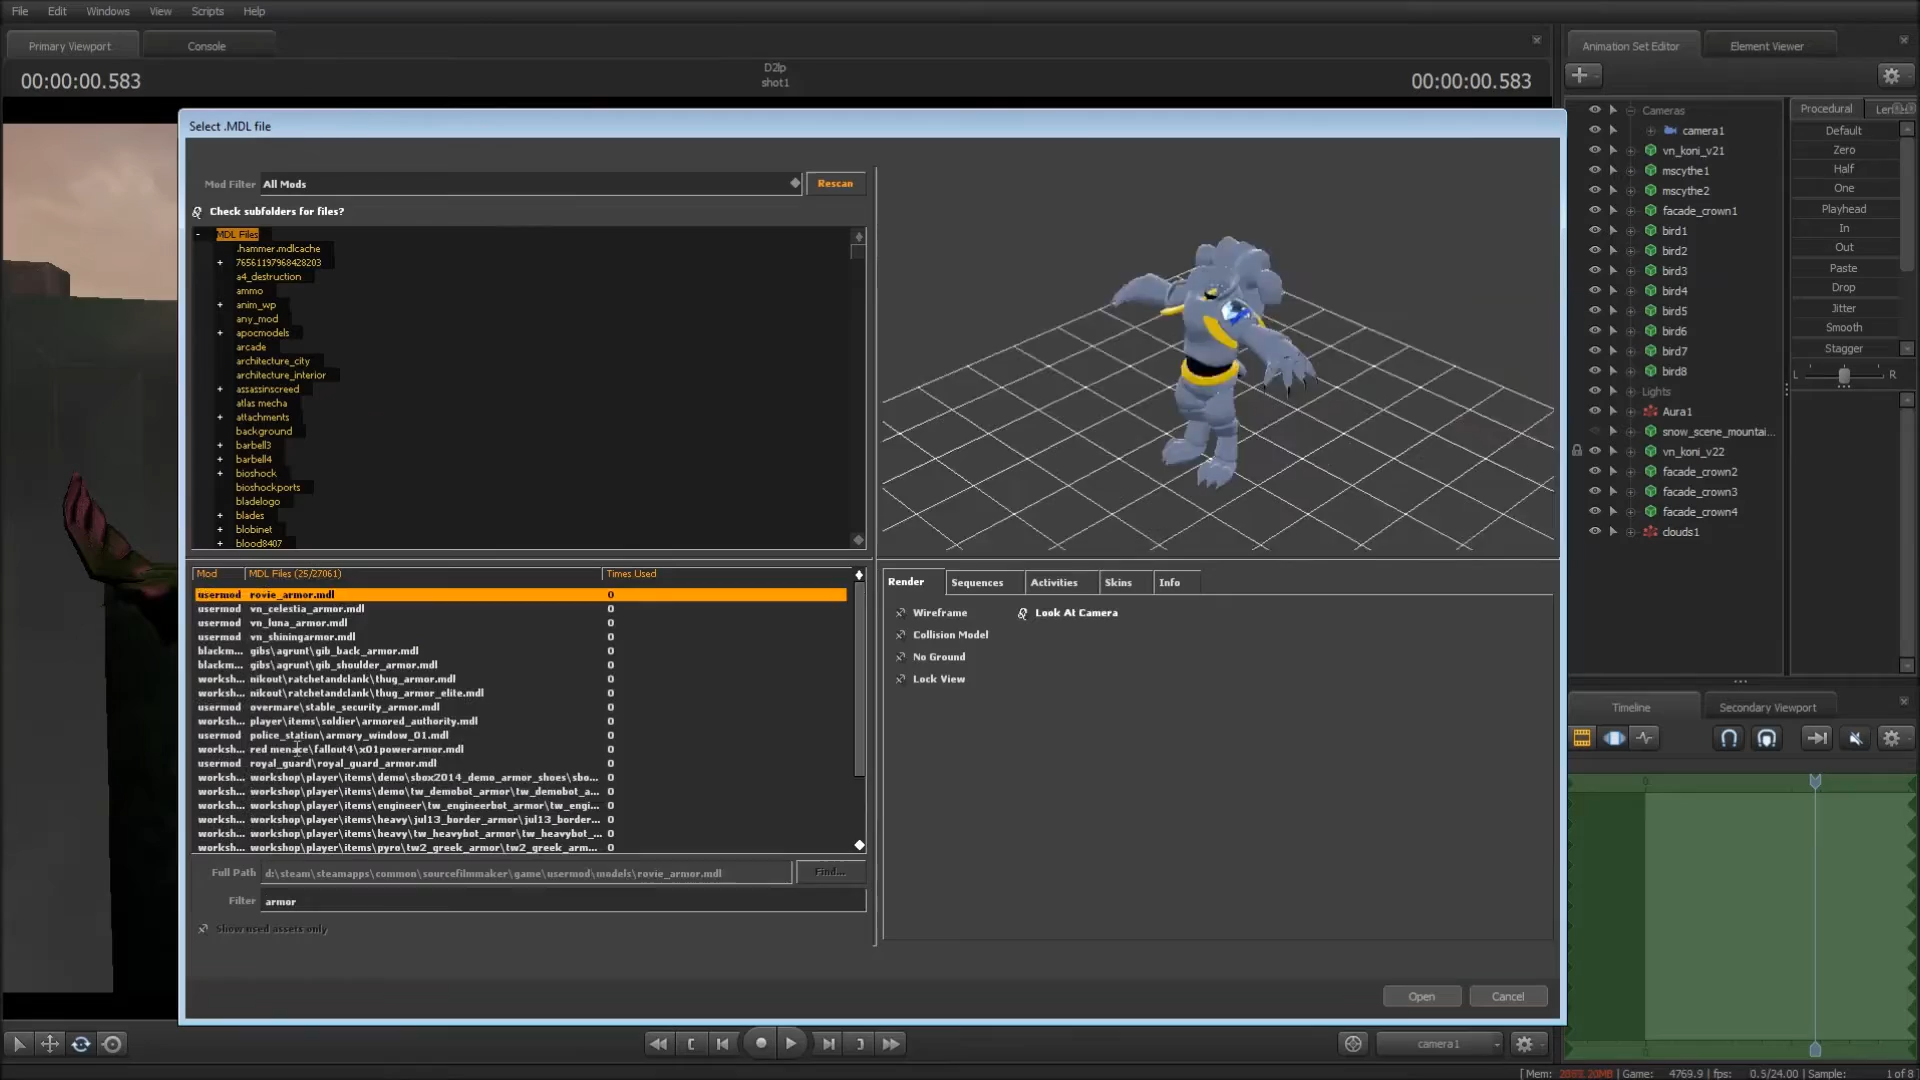 File Edit Windows View Scripts Help
Primary Viewport Console
00:00:00.583
D2lp
shot1
00:00:00.583
Select .MDL file
Mod Filter All Mods Rescan
Check subfolders for files?
- MDL Files
.hammer.mdlcache
+ 76561197968428203
a4_destruction
ammo
+ anim_wp
any_mod
+ apocmodels
arcade
architecture_city
architecture_interior
+ assassinscreed
atlas mecha
+ attachments
background
+ barbell3
+ barbell4
+ bioshock
bioshockports
bladelogo
+ blades
+ blobinet
+ blood8407
Mod MDL Files (25/27061) Times Used
usermod rovie_armor.mdl 0
usermod vn_celestia_armor.mdl 0
usermod vn_luna_armor.mdl 0
usermod vn_shiningarmor.mdl 0
blackm... gibs\agrunt\gib_back_armor.mdl 0
blackm... gibs\agrunt\gib_shoulder_armor.mdl 0
worksh... nikout\ratchetandclank\thug_armor.mdl 0
worksh... nikout\ratchetandclank\thug_armor_elite.mdl 0
usermod overmare\stable_security_armor.mdl 0
worksh... player\items\soldier\armored_authority.mdl 0
usermod police_station\armory_window_01.mdl 0
worksh... red menace\fallout4\x01powerarmor.mdl 0
usermod royal_guard\royal_guard_armor.mdl 0
worksh... workshop\player\items\demo\sbox2014_demo_armor_shoes\sbo... 0
worksh... workshop\player\items\demo\tw_demobot_armor\tw_demobot_a... 0
worksh... workshop\player\items\engineer\tw_engineerbot_armor\tw_engi... 0
worksh... workshop\player\items\heavy\jul13_border_armor\jul13_border... 0
worksh... workshop\player\items\heavy\tw_heavybot_armor\tw_heavybot_... 0
worksh... workshop\player\items\pyro\tw2_greek_armor\tw2_greek_arm... 0
Full Path d:\steam\steamapps\common\sourcefilmmaker\game\usermod\models\rovie_armor.mdl Find...
Filter armor
Show used assets only
Render Sequences Activities Skins Info
Wireframe Look At Camera
Collision Model
No Ground
Lock View
Open Cancel
Animation Set Editor Element Viewer
Cameras
camera1
vn_koni_v21
mscythe1
mscythe2
facade_crown1
bird1
bird2
bird3
bird4
bird5
bird6
bird7
bird8
Lights
Aura1
snow_scene_mountai...
vn_koni_v22
facade_crown2
facade_crown3
facade_crown4
clouds1
Procedural
Default
Zero
Half
One
Playhead
In
Out
Paste
Drop
Jitter
Smooth
Stagger
L R
Timeline Secondary Viewport
0
0
camera1
[ Mem: Game: 4769.9 | fps: 0.5/24.00 | Sample: 1 of 8